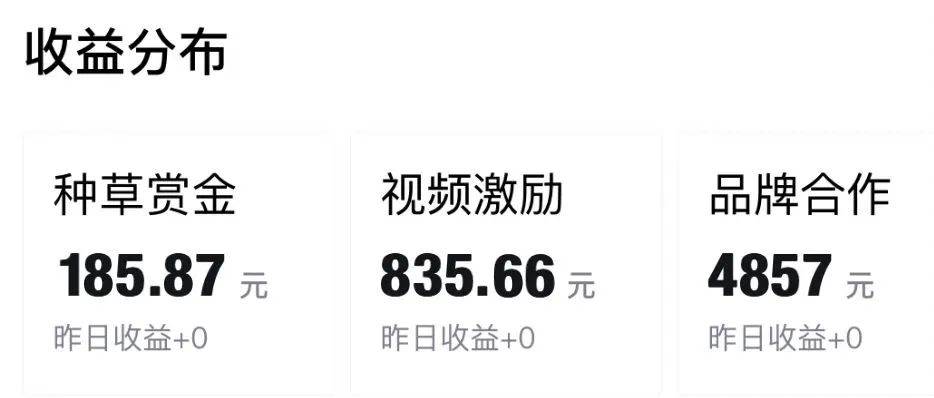 收益分布
种草赏金
185.87 元
昨日收益+0
视频激励
835.66 元
昨日收益+0
品牌合作
4857 元
昨日收益+0